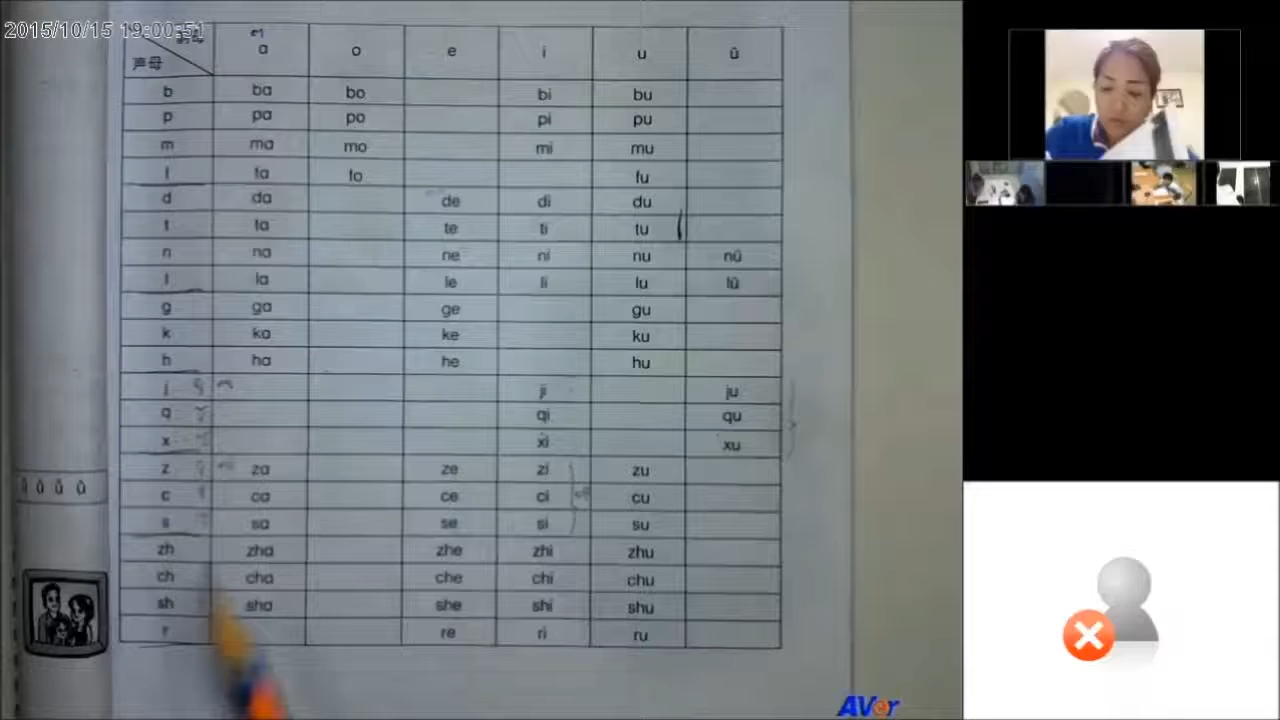 2015/10/15 19:00:51
a o e i u ü
声母
b ba bo bi bu
p pa po pi pu
m ma mo mi mu
f fa fo fu
d da de di du
t ta te ti tu
n na ne ni nu nü
l la le li lu lü
g ga ge gu
k ka ke ku
h ha he hu
j ji ju
q qi qu
x xi xu
z za ze zi zu
c ca ce ci cu
s sa se si su
zh zha zhe zhi zhu
ch cha che chi chu
sh sha she shi shu
r re ri ru
AVer